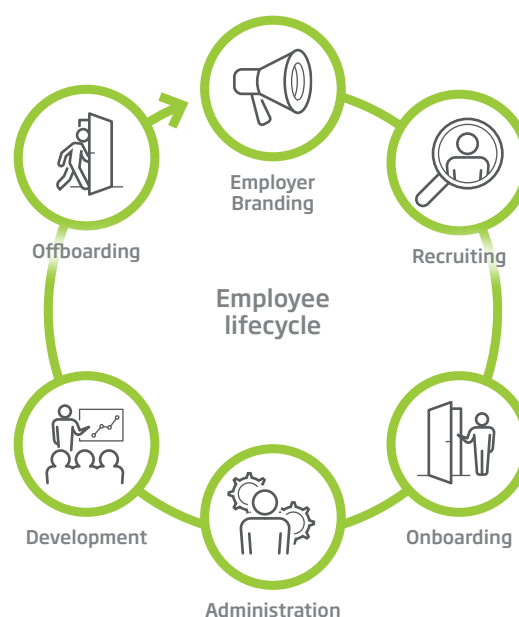 Employer
Branding
Offboarding
Recruiting
Employee
lifecycle
Development
Onboarding
Administration